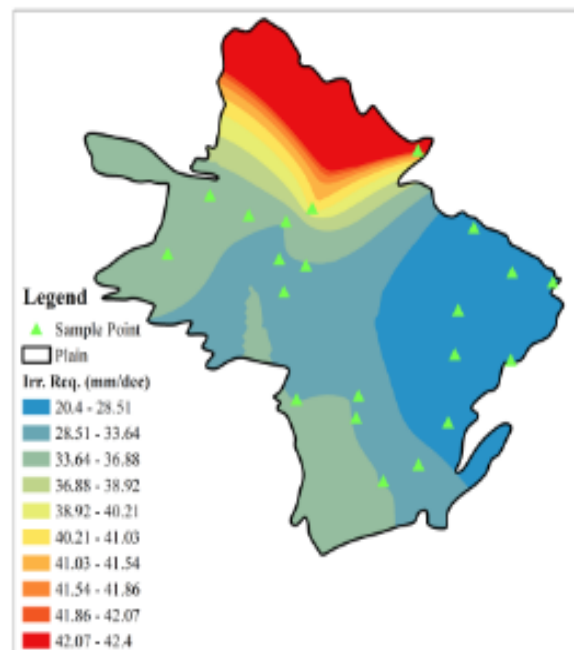 Legend
Sample Point
Plain
Irr. Req. (mm/dec)
20.4 - 28.51
28.51 - 33.64
33.64 - 36.88
36.88 - 38.92
38.92 - 40.21
40.21 - 41.03
41.03 - 41.54
41.54 - 41.86
41.86 - 42.07
42.07 - 42.4